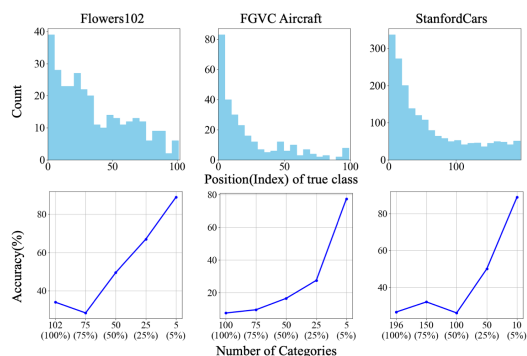 Flowers102 FGVC Aircraft StanfordCars
Count
40
30
20
10
0
0 50 100
80
60
40
20
0
0 50 100
300
200
100
0
0 100
Position(Index) of true class
Accuracy(%)
80
60
40
102 75 50 25 5
(100%) (75%) (50%) (25%) (5%)
80
60
40
20
100 75 50 25 5
(100%) (75%) (50%) (25%) (5%)
80
60
40
196 150 100 50 10
(100%) (75%) (50%) (25%) (5%)
Number of Categories